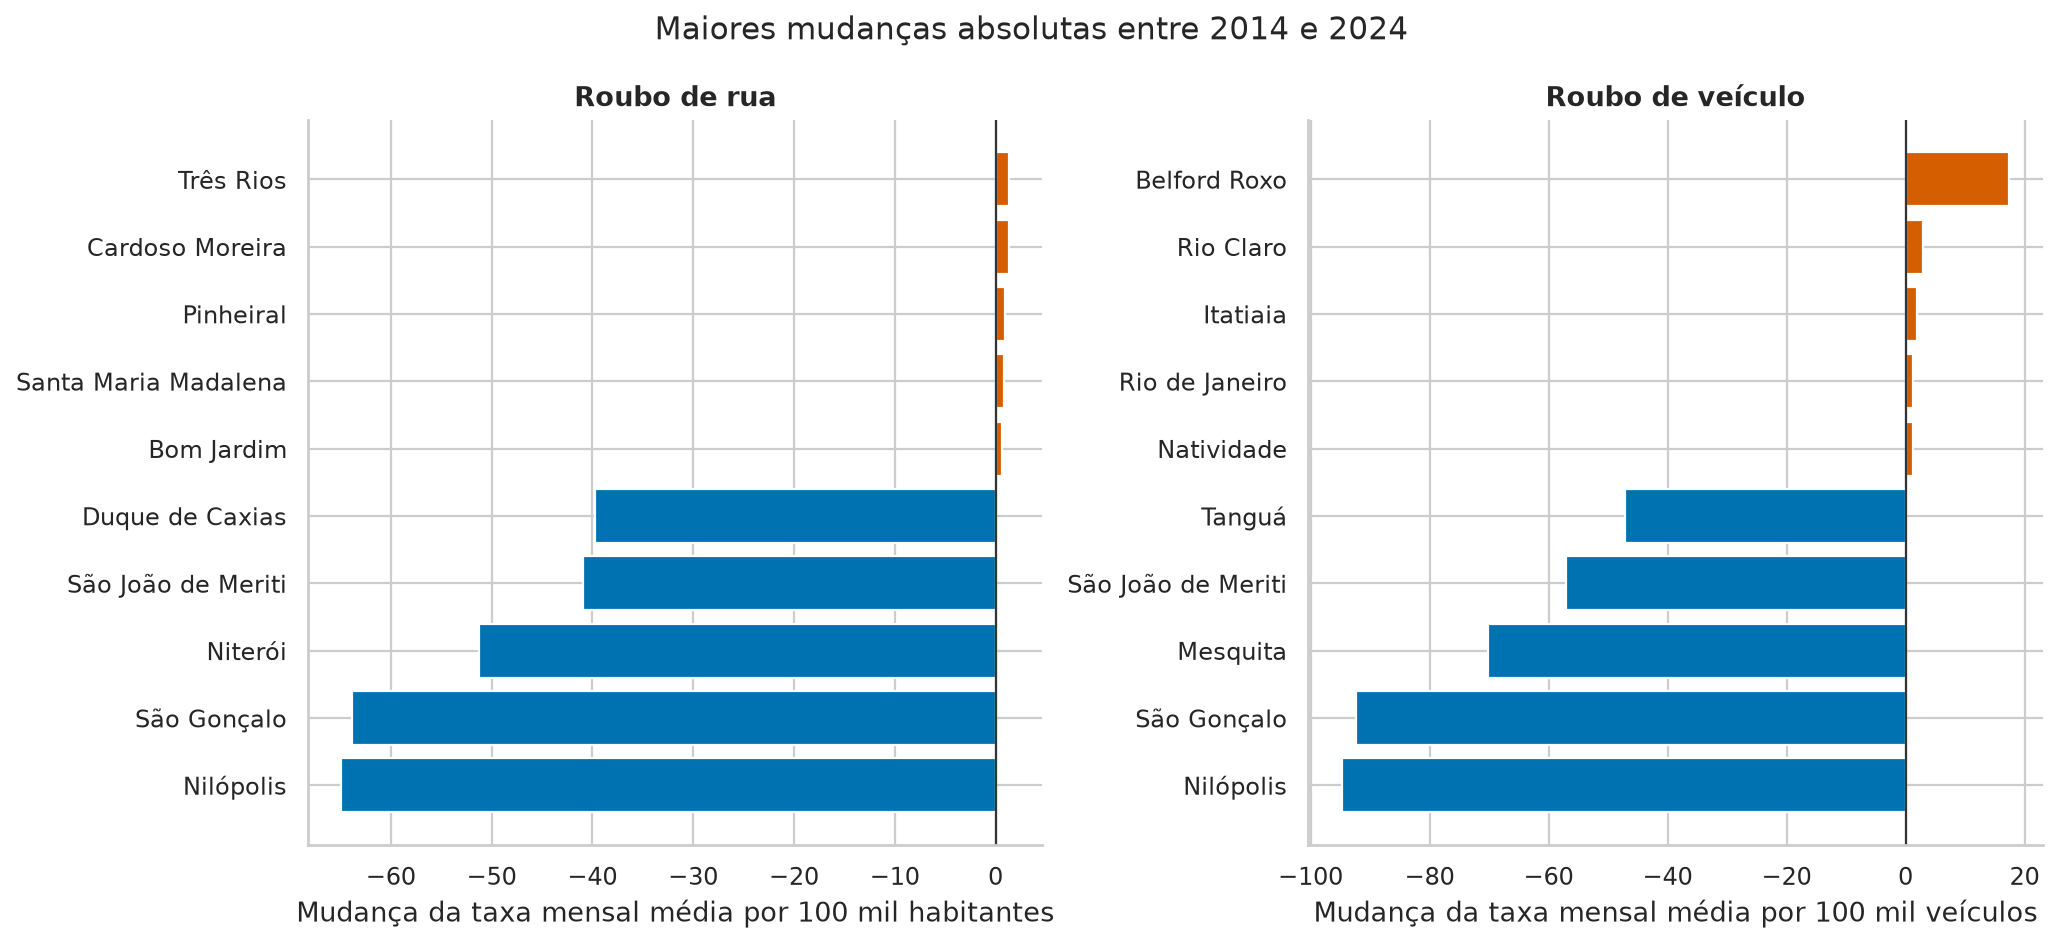 Maiores mudanças absolutas entre 2014 e 2024
Roubo de rua
Três Rios
Cardoso Moreira
Pinheiral
Santa Maria Madalena
Bom Jardim
Duque de Caxias
São João de Meriti
Niterói
São Gonçalo
Nilópolis
−60 −50 −40 −30 −20 −10 0
Mudança da taxa mensal média por 100 mil habitantes
Roubo de veículo
Belford Roxo
Rio Claro
Itatiaia
Rio de Janeiro
Natividade
Tanguá
São João de Meriti
Mesquita
São Gonçalo
Nilópolis
−100 −80 −60 −40 −20 0 20
Mudança da taxa mensal média por 100 mil veículos